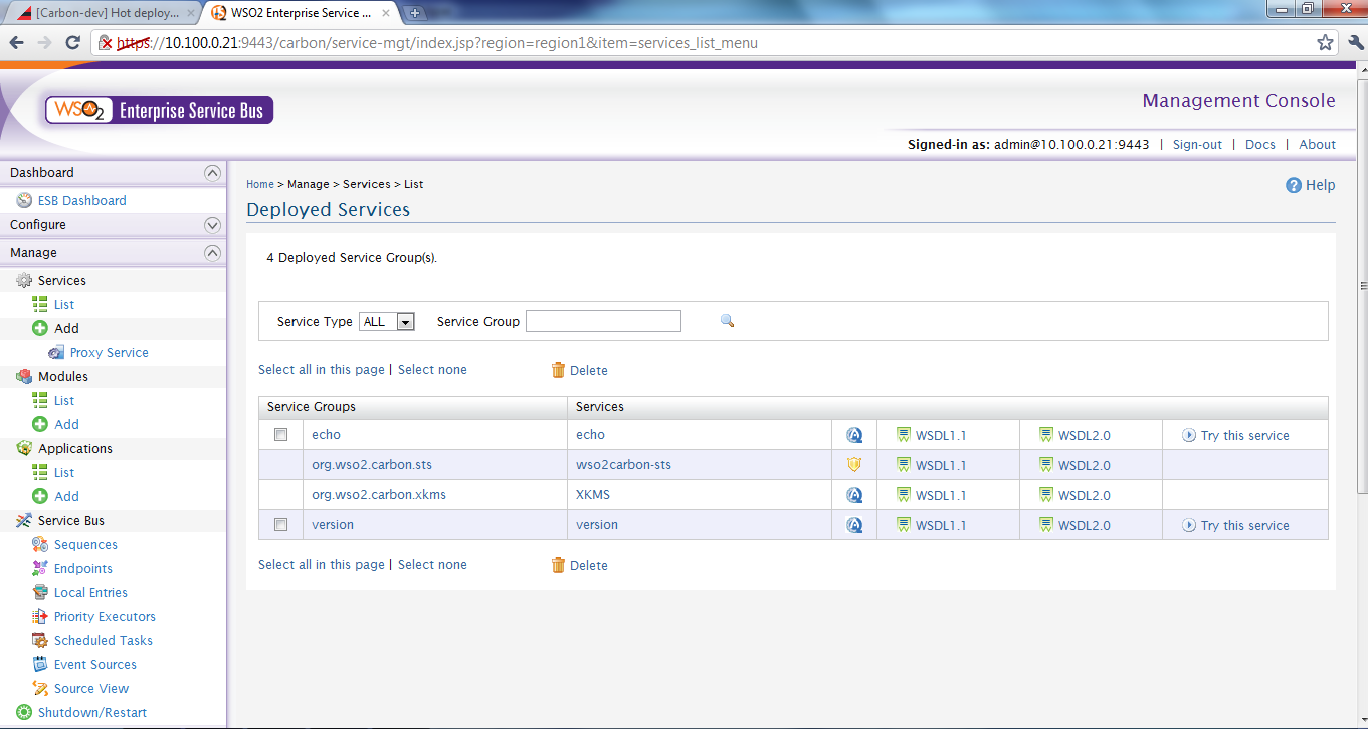 [Carbon-dev] Hot deploy...
WSO2 Enterprise Service ...
https://10.100.0.21:9443/carbon/service-mgt/index.jsp?region=region1&item=services_list_menu
WSO2 Enterprise Service Bus
Management Console
Signed-in as: admin@10.100.0.21:9443 | Sign-out | Docs | About
Dashboard
ESB Dashboard
Configure
Manage
Services
List
Add
Proxy Service
Modules
List
Add
Applications
List
Add
Service Bus
Sequences
Endpoints
Local Entries
Priority Executors
Scheduled Tasks
Event Sources
Source View
Shutdown/Restart
Home > Manage > Services > List
Help
Deployed Services
4 Deployed Service Group(s).
Service Type ALL Service Group
Select all in this page | Select none Delete
Service Groups Services
echo echo WSDL1.1 WSDL2.0 Try this service
org.wso2.carbon.sts wso2carbon-sts WSDL1.1 WSDL2.0
org.wso2.carbon.xkms XKMS WSDL1.1 WSDL2.0
version version WSDL1.1 WSDL2.0 Try this service
Select all in this page | Select none Delete